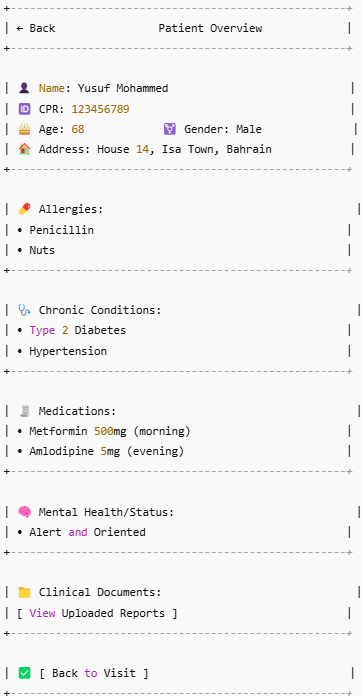 ← Back Patient Overview
👤 Name: Yusuf Mohammed
🆔 CPR: 123456789
🎂 Age: 68 ⚧ Gender: Male
🏠 Address: House 14, Isa Town, Bahrain
💊 Allergies:
• Penicillin
• Nuts
🩺 Chronic Conditions:
• Type 2 Diabetes
• Hypertension
🧾 Medications:
• Metformin 500mg (morning)
• Amlodipine 5mg (evening)
🧠 Mental Health/Status:
• Alert and Oriented
📁 Clinical Documents:
[ View Uploaded Reports ]
✅ [ Back to Visit ]